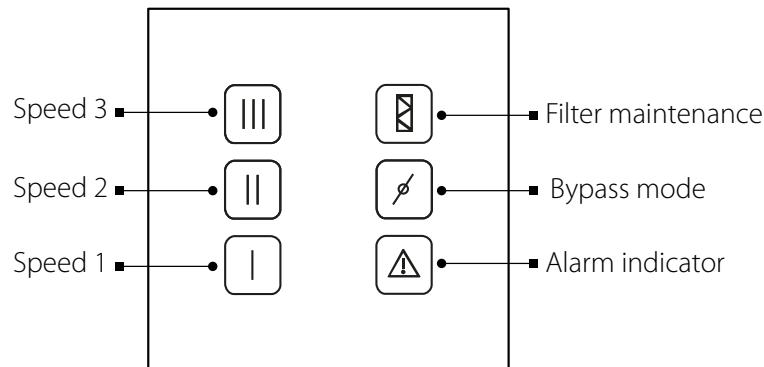 Speed 3
Filter maintenance
Speed 2
Bypass mode
Speed 1
Alarm indicator